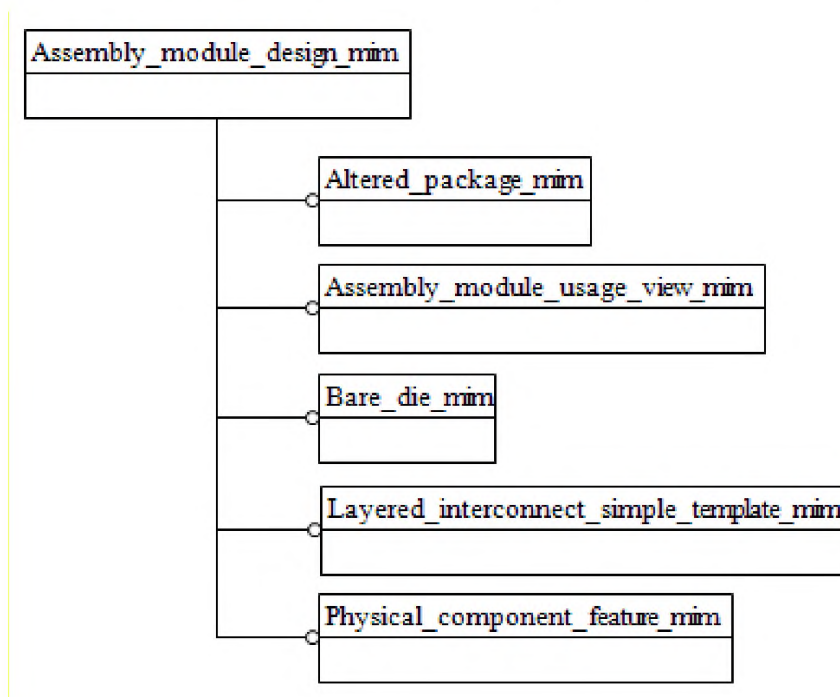 Assembly_module_design_mim
Altered_package_mim
Assembly_module_usage_view_mim
Bare_die_mim
Layered_interconnect_simple_template_mim
Physical_component_feature_mim